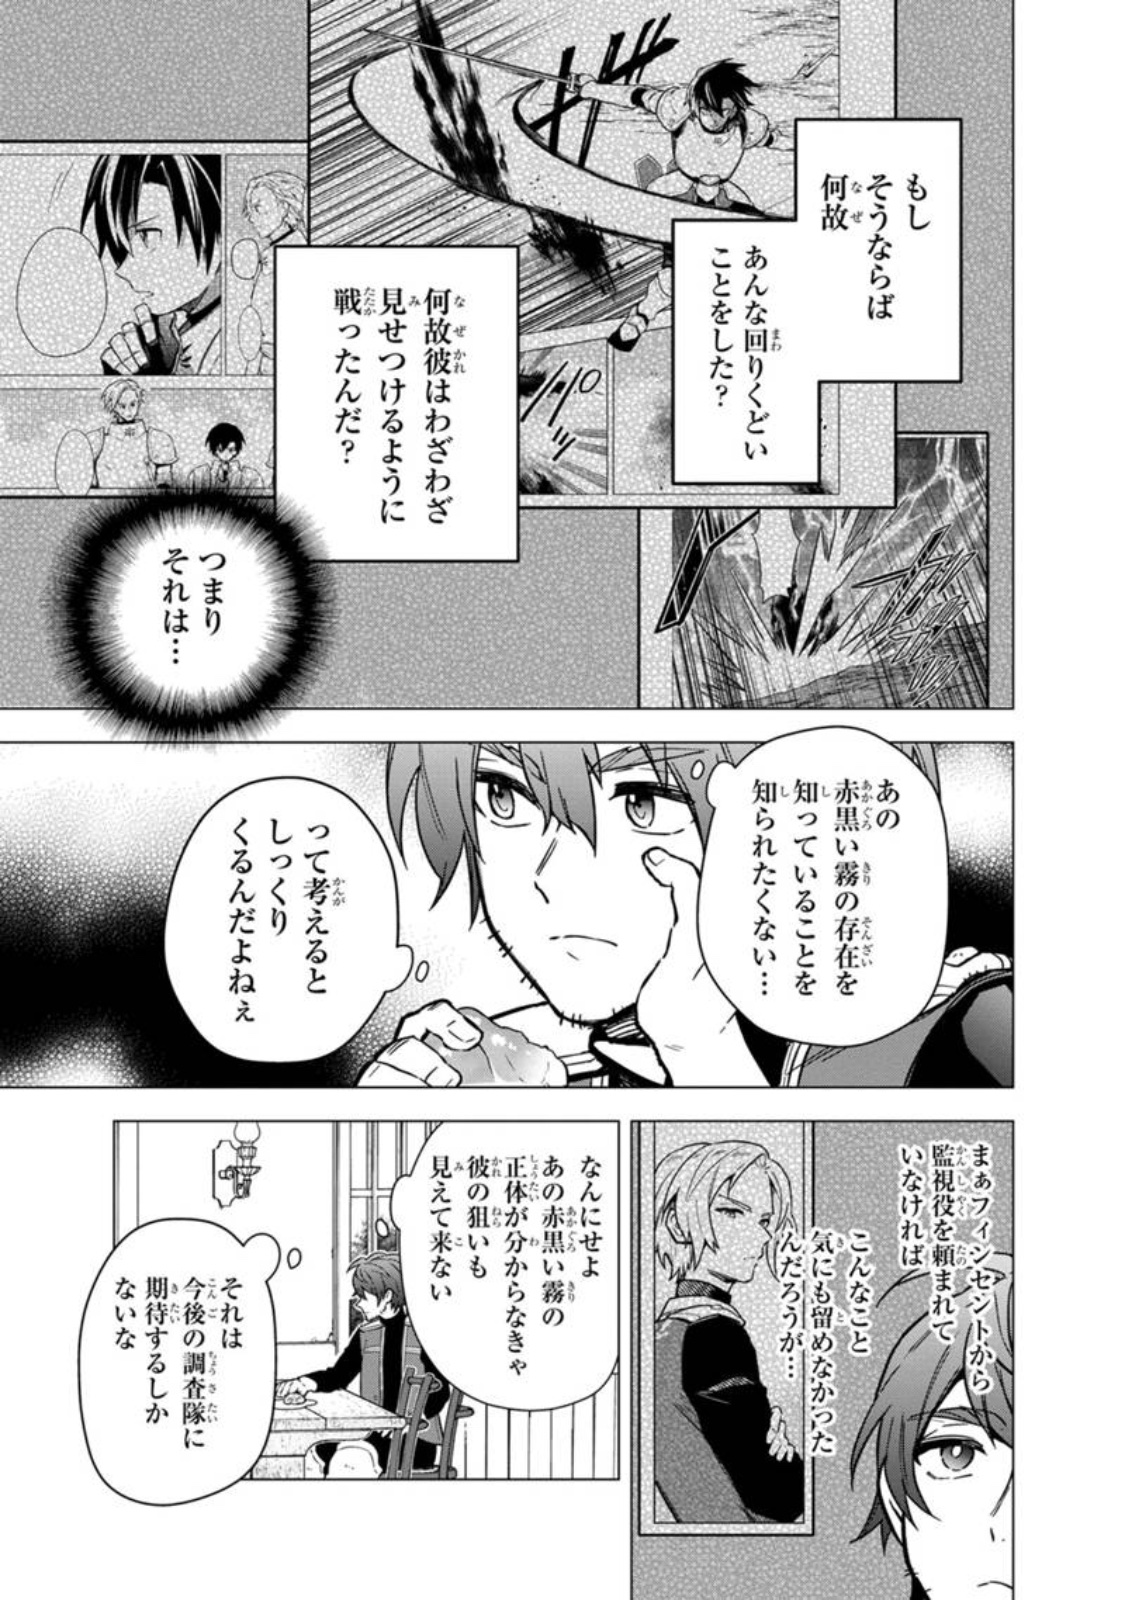 もし
そうならば
何故
あんな回りくどい
ことをした？
何故彼はわざわざ
見せつけるように
戦ったんだ？
つまり
それは…
あの
赤黒い霧の存在を
知っていることを
知られたくない…
って考えると
しっくり
くるんだよねぇ
まぁフィンセントから
監視役を頼まれて
いなければ
こんなこと
気にも留めなかった
んだろうが…
なんにせよ
あの赤黒い霧の
正体が分からなきゃ
彼の狙いも
見えて来ない
それは
今後の調査隊に
期待するしか
ないいな